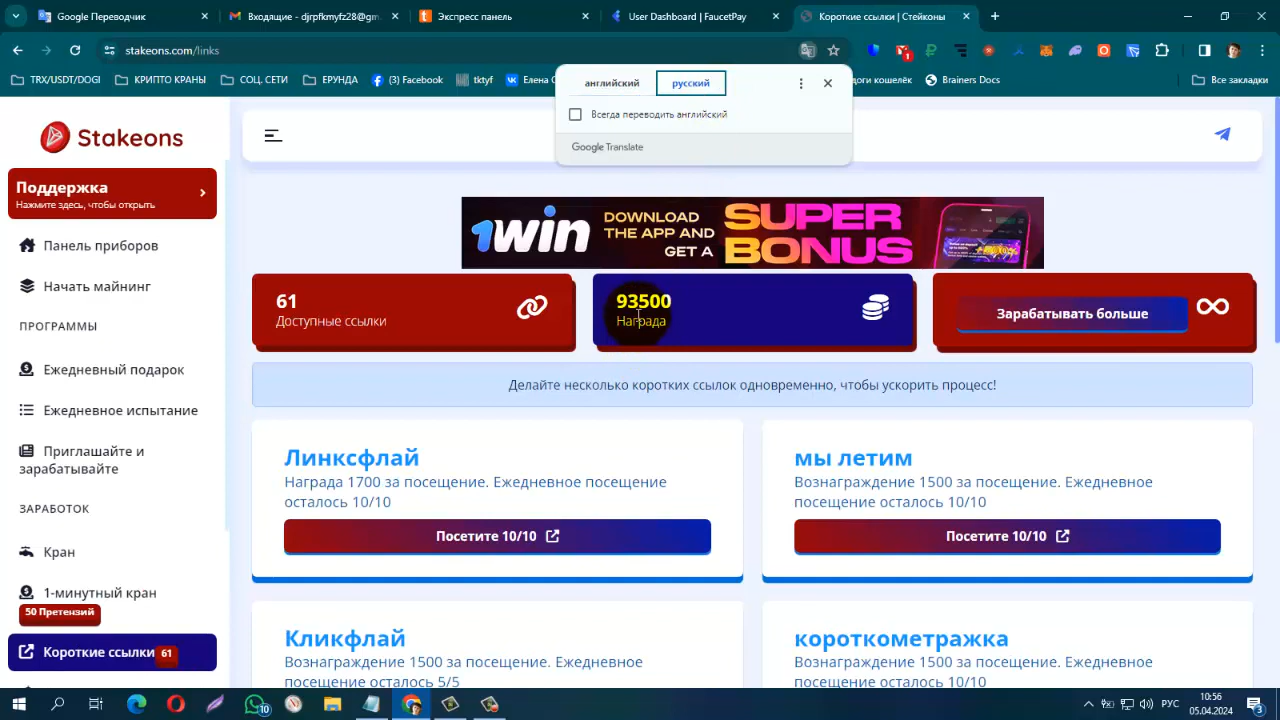 Google Переводчик
Входящие - djrpfkmyfz28@gm
Экспресс панель
User Dashboard | FaucetPay
Короткие ссылки | Стейконы
stakeons.com/links
TRX/USDT/DOGI
КРИПТО КРАНЫ
СОЦ. СЕТИ
ЕРУНДА
(3) Facebook
tktyf
Елена С
доги кошелёк
Brainers Docs
Все закладки
английский
русский
Всегда переводить английский
Google Translate
Stakeons
Поддержка
Нажмите здесь, чтобы открыть
Панель приборов
Начать майнинг
ПРОГРАММЫ
Ежедневный подарок
Ежедневное испытание
Приглашайте и
зарабатывайте
ЗАРАБОТОК
Кран
1-минутный кран
50 Претензий
Короткие ссылки 61
1win
DOWNLOAD
THE APP AND
GET A
SUPER
BONUS
61
Доступные ссылки
93500
Награда
Зарабатывать больше
Делайте несколько коротких ссылок одновременно, чтобы ускорить процесс!
Линксфлай
Награда 1700 за посещение. Ежедневное посещение
осталось 10/10
Посетите 10/10
мы летим
Вознаграждение 1500 за посещение. Ежедневное
посещение осталось 10/10
Посетите 10/10
Кликфлай
Вознаграждение 1500 за посещение. Ежедневное
посещение осталось 5/5
короткометражка
Вознаграждение 1500 за посещение. Ежедневное
посещение осталось 10/10
10
РУС
10:56
05.04.2024
3